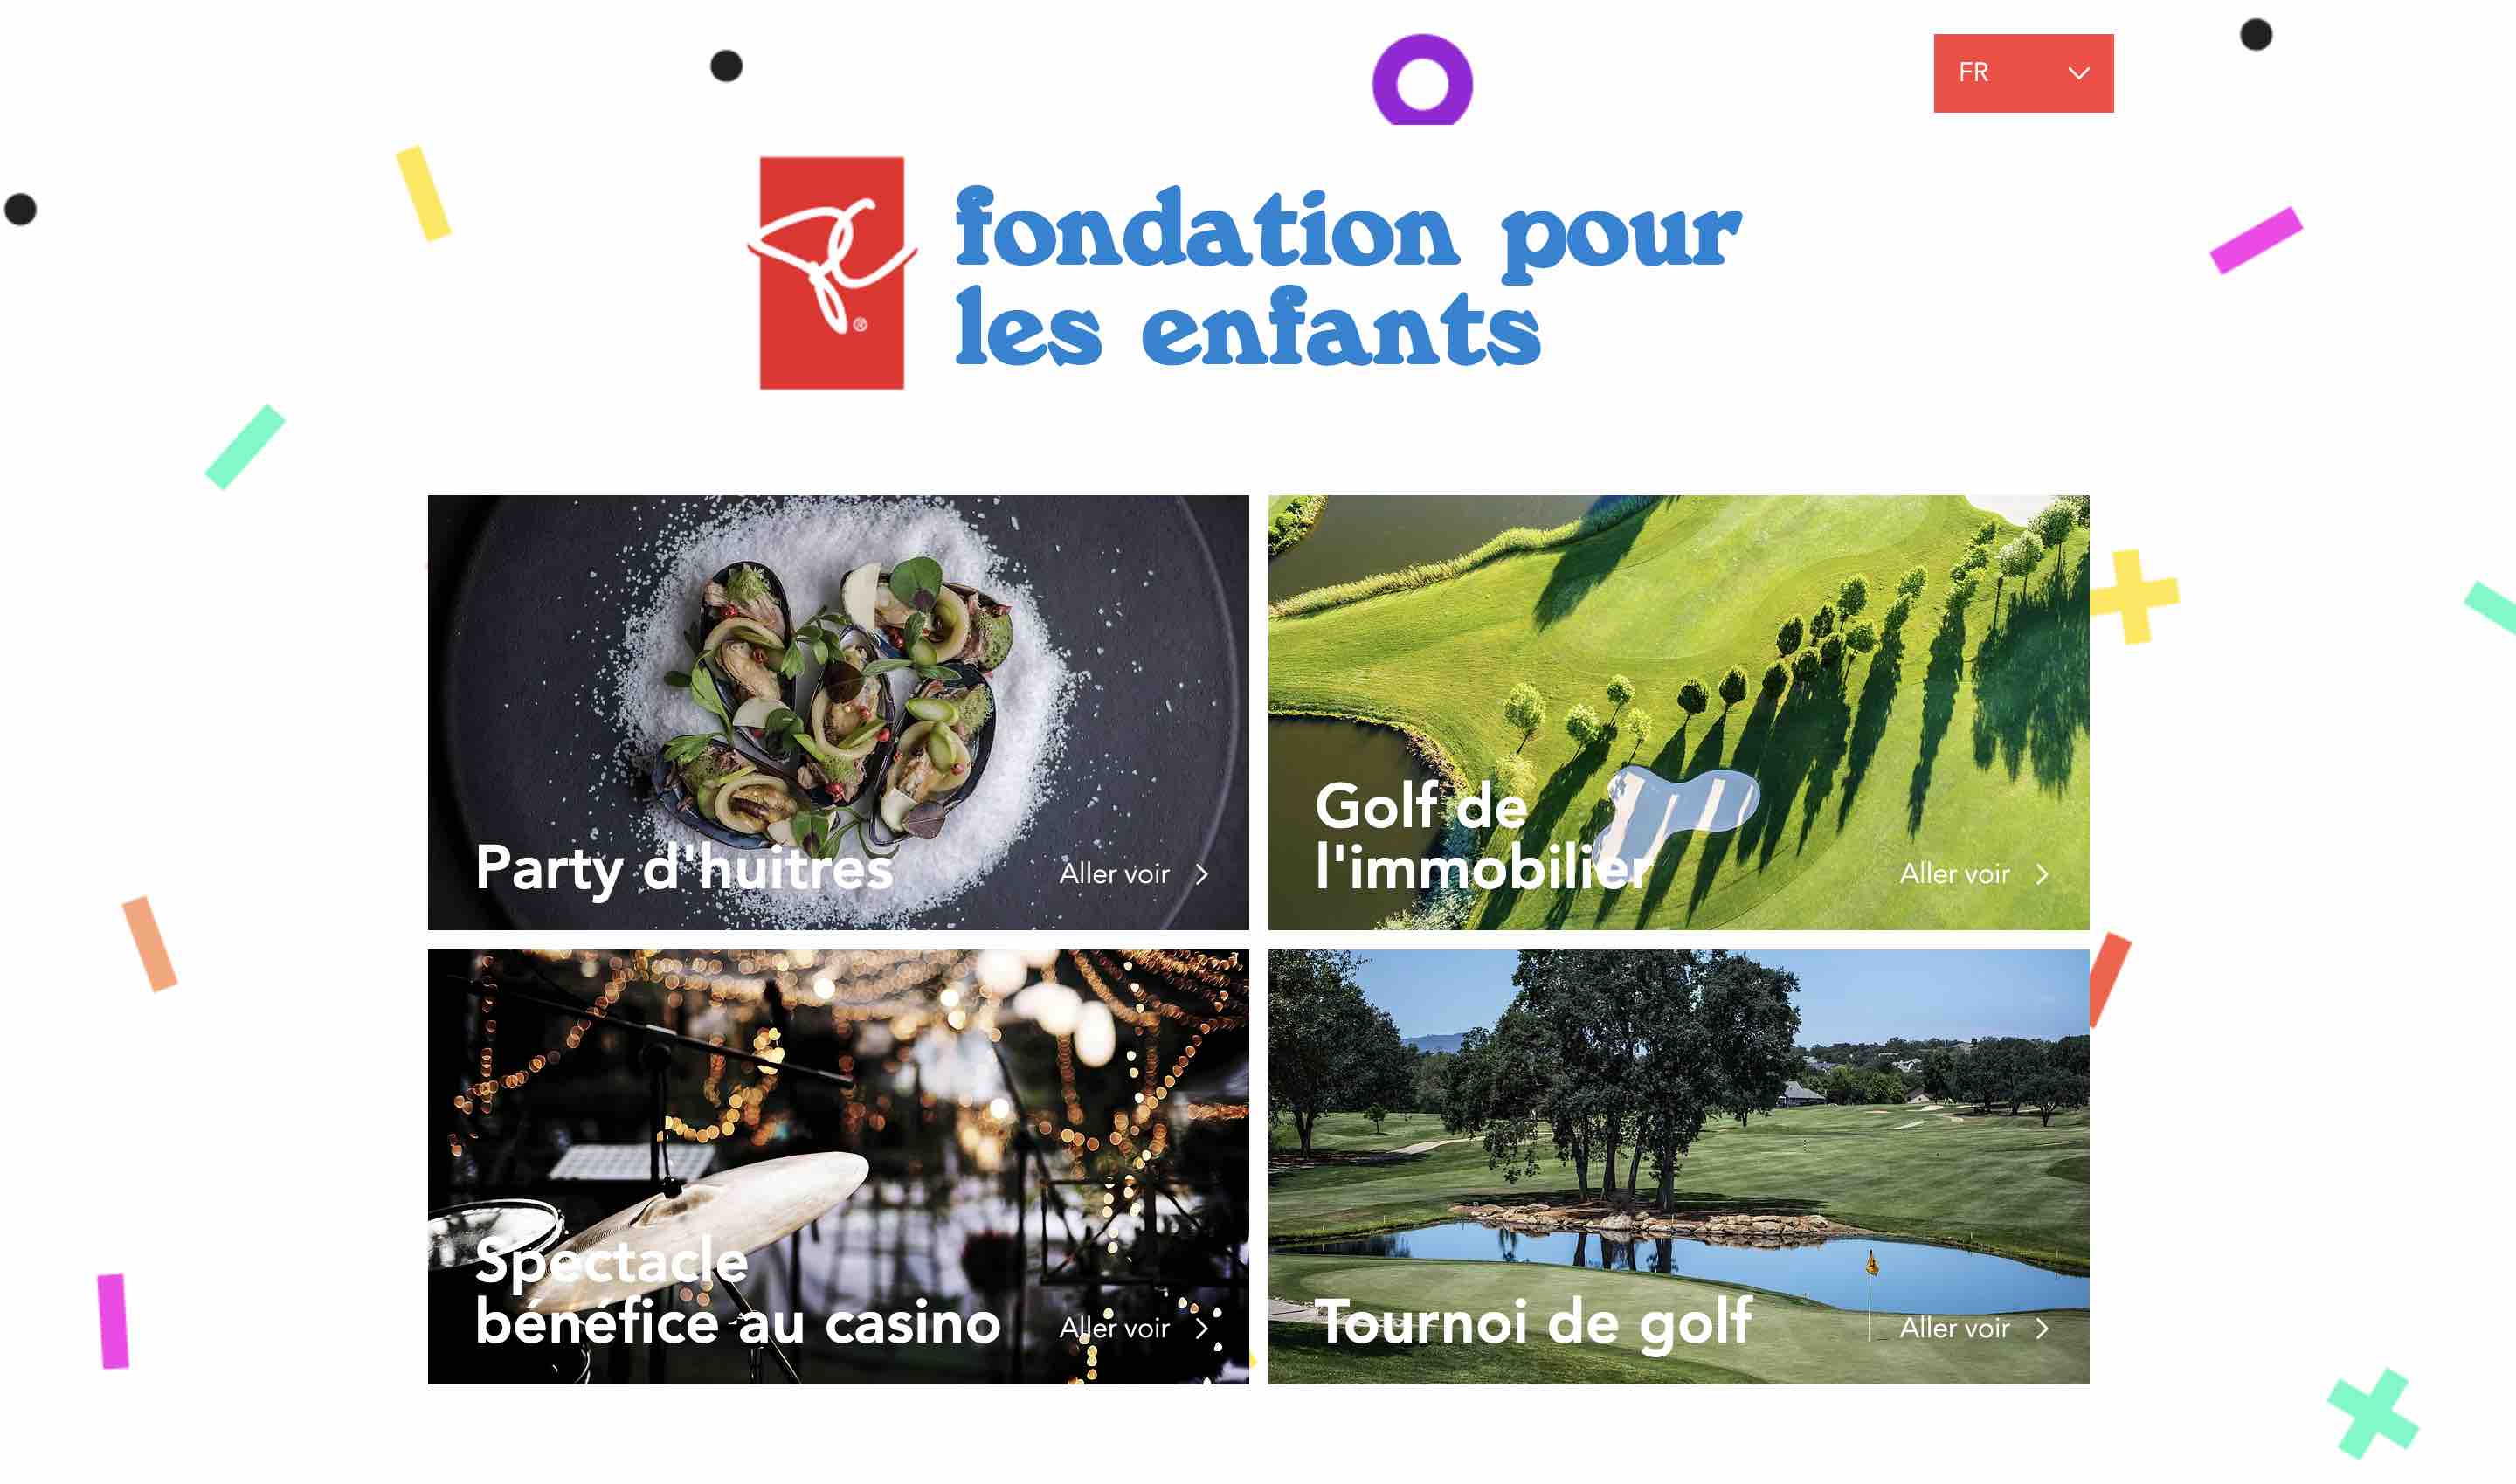 FR
PC®
fondation pour
les enfants
Party d'huitres
Aller voir
Golf de
l'immobilier
Aller voir
Spectacle
bénéfice au casino
Aller voir
Tournoi de golf
Aller voir